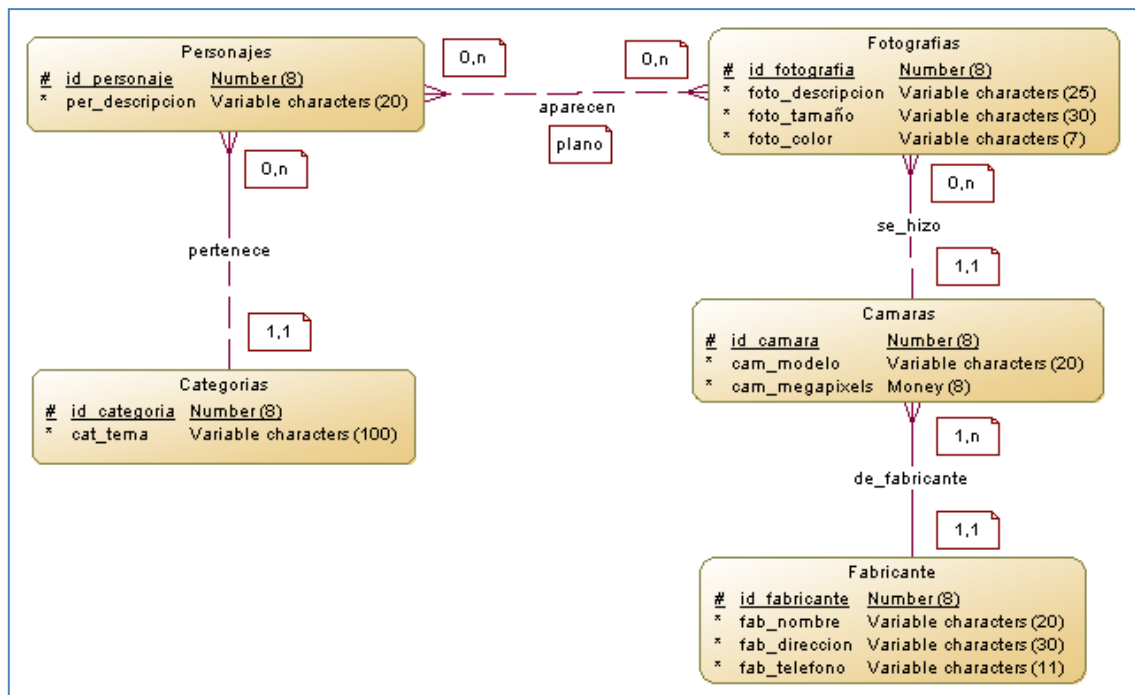 Personajes
# id_personaje Number (8)
* per_descripcion Variable characters (20)
0,n
0,n
aparecen
plano
Fotografias
# id_fotografia Number (8)
* foto_descripcion Variable characters (25)
* foto_tamaño Variable characters (30)
* foto_color Variable characters (7)
0,n
pertenece
1,1
0,n
se_hizo
1,1
Categorias
# id_categoria Number (8)
* cat_tema Variable characters (100)
Camaras
# id_camara Number (8)
* cam_modelo Variable characters (20)
* cam_megapixels Money (8)
1,n
de_fabricante
1,1
Fabricante
# id_fabricante Number (8)
* fab_nombre Variable characters (20)
* fab_direccion Variable characters (30)
* fab_telefono Variable characters (11)